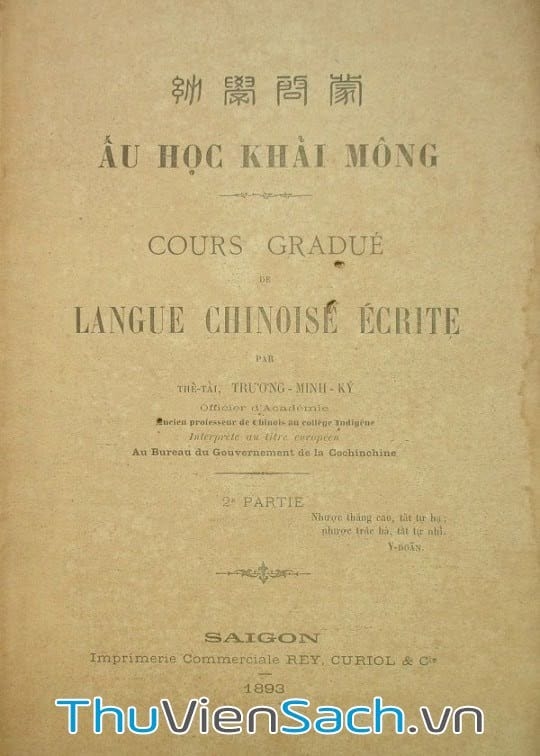 幼學啓蒙
ẤU HỌC KHẢI MÔNG
COURS GRADUÉ
DE
LANGUE CHINOISE ÉCRITE
PAR
THẾ-TẢI, TRƯƠNG-MINH-KÝ
Officier d'Académie
Ancien professeur de Chinois au collège Indigène
Interprète au titre européen
Au Bureau du Gouvernement de la Cochinchine
2e PARTIE
Nhược thăng cao, tất tự hạ;
nhược trắc hà, tất tự nhỉ.
Y-DOÃN.
SAIGON
Imprimerie Commerciale REY, CURIOL & Cie
1893
ThuVienSach.vn